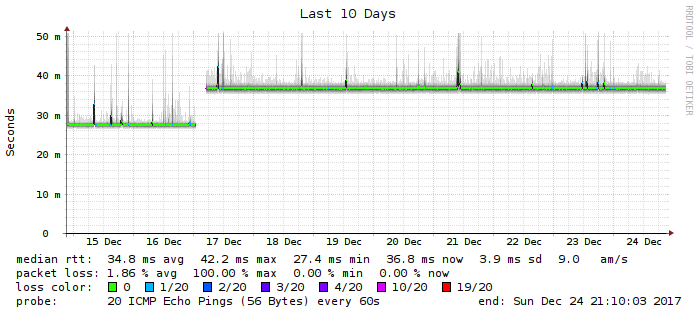 Last 10 Days
RRDTOOL / TOBI OETIKER
Seconds
50 m
40 m
30 m
20 m
10 m
0
15 Dec 16 Dec 17 Dec 18 Dec 19 Dec 20 Dec 21 Dec 22 Dec 23 Dec 24 Dec
median rtt: 34.8 ms avg 42.2 ms max 27.4 ms min 36.8 ms now 3.9 ms sd 9.0 am/s
packet loss: 1.86 % avg 100.00 % max 0.00 % min 0.00 % now
loss color: 0 1/20 2/20 3/20 4/20 10/20 19/20
probe: 20 ICMP Echo Pings (56 Bytes) every 60s end: Sun Dec 24 21:10:03 2017